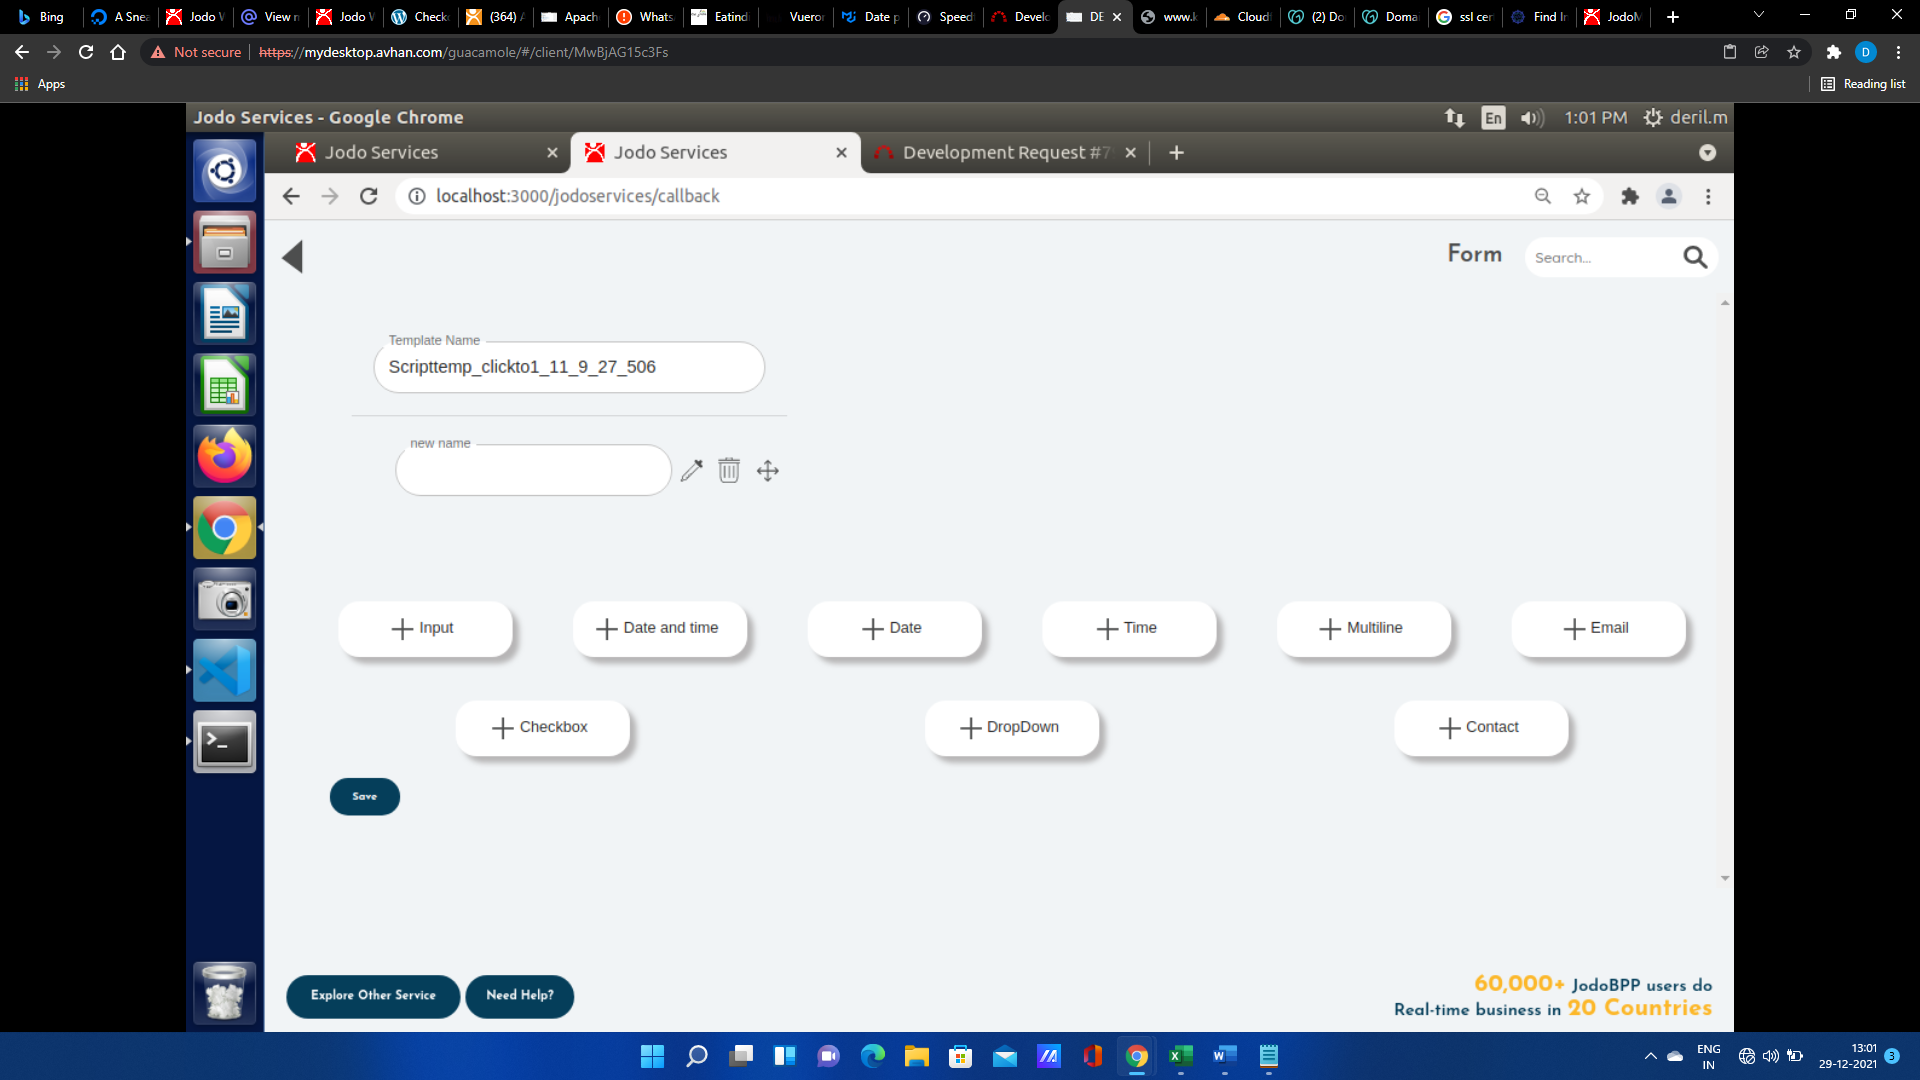 Bing
A Snea
Jodo W
View n
Jodo W
Check
(364) A
Apach
Whats
Eatind
Vueror
Date p
Speed
Develo
DE
www.k
Cloud
(2) Do
Doma
ssl cer
Find In
JodoM
Not secure
https://mydesktop.avhan.com/guacamole/#/client/MwBjAG15c3Fs
D
Apps
Reading list
Jodo Services - Google Chrome
En
1:01 PM
deril.m
Jodo Services
Jodo Services
Development Request #7
localhost:3000/jodoservices/callback
Form
Search...
Template Name
Scripttemp_clickto1_11_9_27_506
new name
Input
Date and time
Date
Time
Multiline
Email
Checkbox
DropDown
Contact
Save
Explore Other Service
Need Help?
60,000+ JodoBPP users do
Real-time business in 20 Countries
ENG
IN
13:01
29-12-2021
3